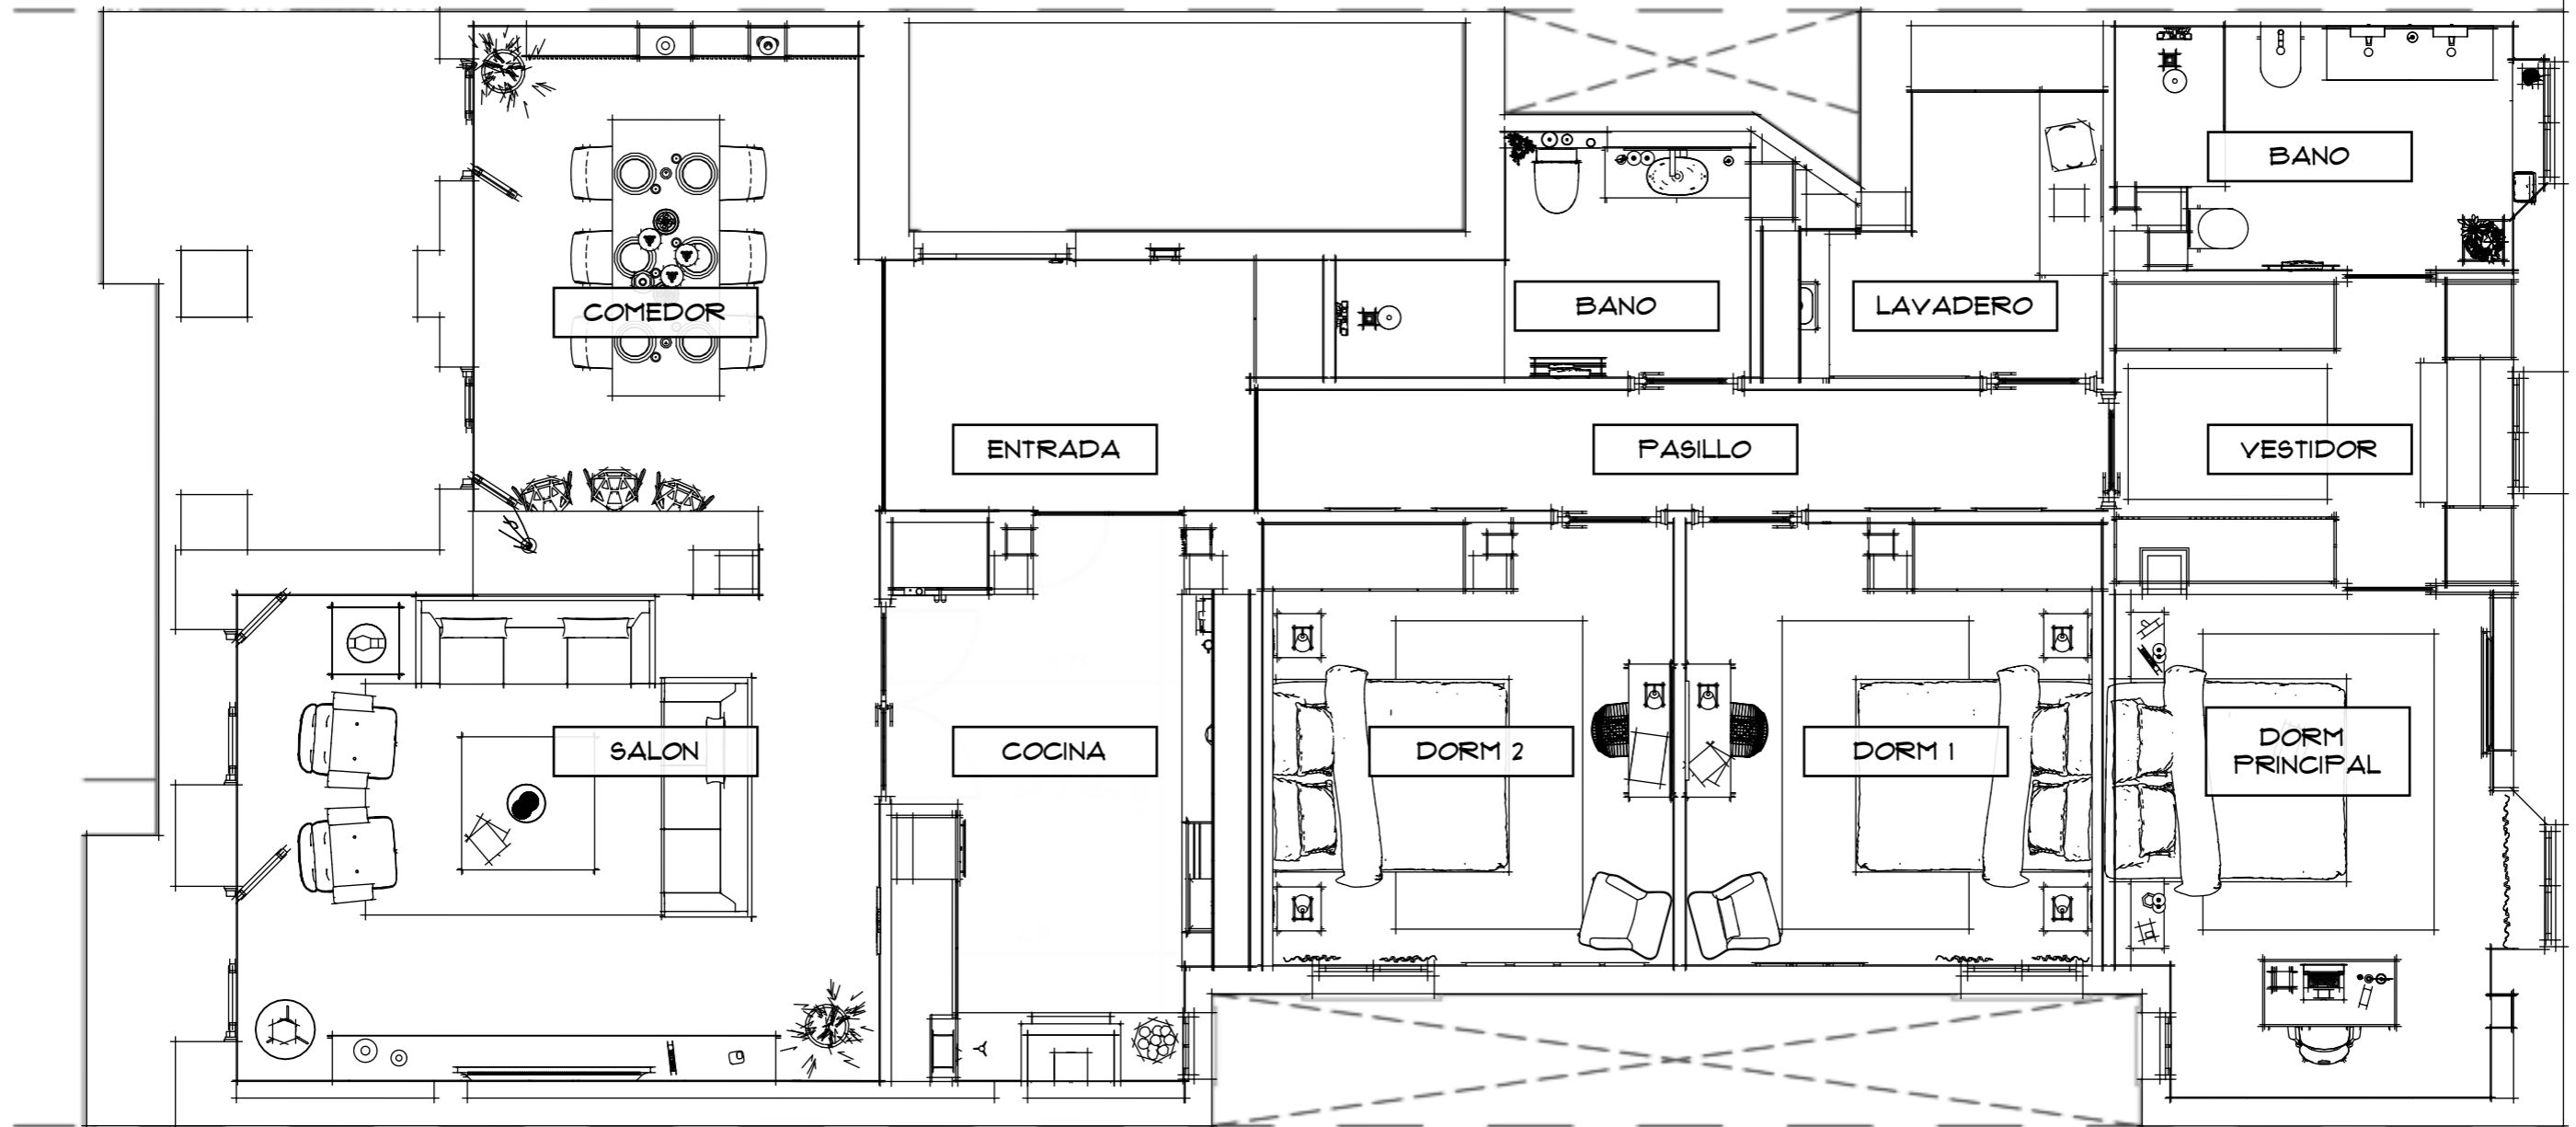 BANO
COMEDOR
BANO
LAVADERO
ENTRADA
PASILLO
VESTIDOR
SALON
COCINA
DORM 2
DORM 1
DORM
PRINCIPAL